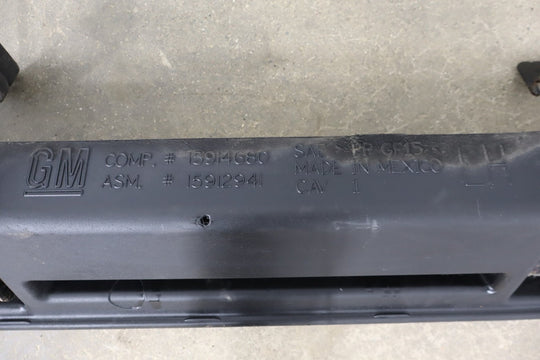 GM
COMP. # 15914680
ASM. # 15912941
MADE IN MEXICO
CAV 1